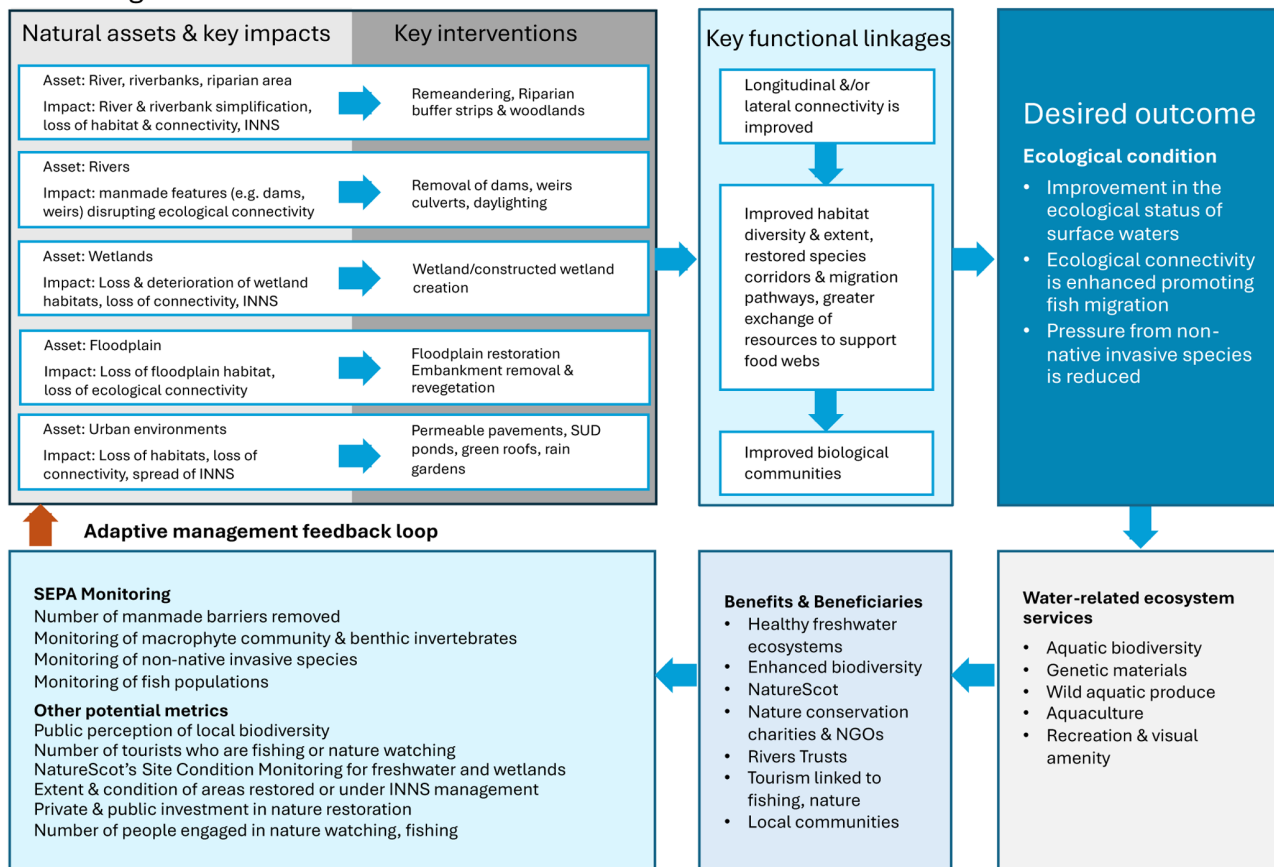 Natural assets & key impacts
Key interventions
Asset: River, riverbanks, riparian area
Impact: River & riverbank simplification,
loss of habitat & connectivity, INNS
Remeandering, Riparian
buffer strips & woodlands
Asset: Rivers
Impact: manmade features (e.g. dams,
weirs) disrupting ecological connectivity
Removal of dams, weirs
culverts, daylighting
Asset: Wetlands
Impact: Loss & deterioration of wetland
habitats, loss of connectivity, INNS
Wetland/constructed wetland
creation
Asset: Floodplain
Impact: Loss of floodplain habitat,
loss of ecological connectivity
Floodplain restoration
Embankment removal &
revegetation
Asset: Urban environments
Impact: Loss of habitats, loss of
connectivity, spread of INNS
Permeable pavements, SUD
ponds, green roofs, rain
gardens
Key functional linkages
Longitudinal &/or
lateral connectivity is
improved
Improved habitat
diversity & extent,
restored species
corridors & migration
pathways, greater
exchange of
resources to support
food webs
Improved biological
communities
Desired outcome
Ecological condition
• Improvement in the
ecological status of
surface waters
• Ecological connectivity
is enhanced promoting
fish migration
• Pressure from non-
native invasive species
is reduced
Water-related ecosystem
services
• Aquatic biodiversity
• Genetic materials
• Wild aquatic produce
• Aquaculture
• Recreation & visual
amenity
Benefits & Beneficiaries
• Healthy freshwater
ecosystems
• Enhanced biodiversity
• NatureScot
• Nature conservation
charities & NGOs
• Rivers Trusts
• Tourism linked to
fishing, nature
• Local communities
Adaptive management feedback loop
SEPA Monitoring
Number of manmade barriers removed
Monitoring of macrophyte community & benthic invertebrates
Monitoring of non-native invasive species
Monitoring of fish populations
Other potential metrics
Public perception of local biodiversity
Number of tourists who are fishing or nature watching
NatureScot's Site Condition Monitoring for freshwater and wetlands
Extent & condition of areas restored or under INNS management
Private & public investment in nature restoration
Number of people engaged in nature watching, fishing